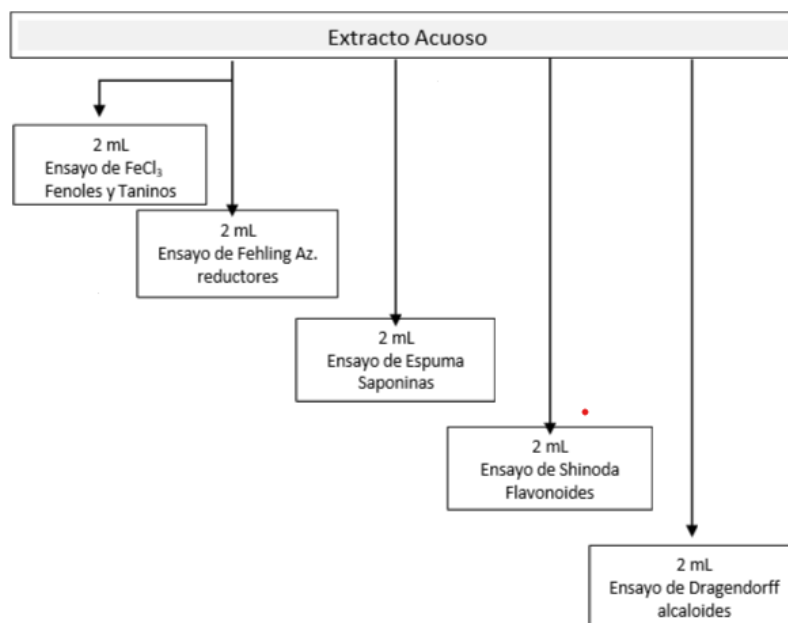 Extracto Acuoso
2 mL
Ensayo de FeCl₃
Fenoles y Taninos
2 mL
Ensayo de Fehling Az.
reductores
2 mL
Ensayo de Espuma
Saponinas
2 mL
Ensayo de Shinoda
Flavonoides
2 mL
Ensayo de Dragendorff
alcaloides